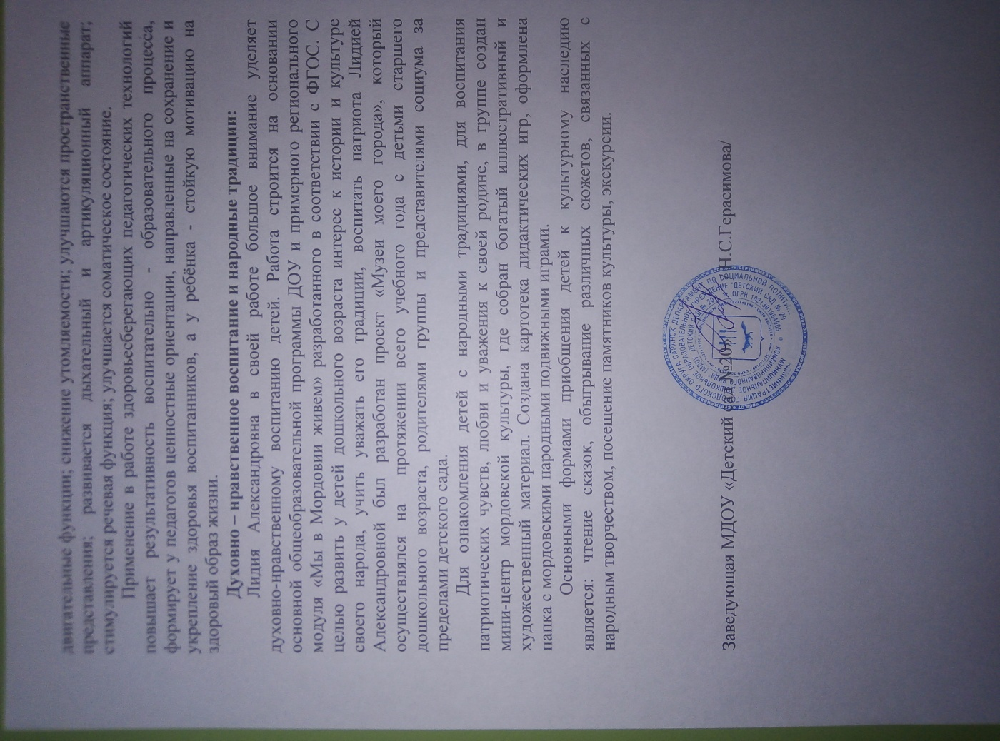 двигательные функции; снижение утомляемости; улучшаются пространственные
представления; развивается дыхательный и артикуляционный аппарат;
стимулируется речевая функция; улучшается соматическое состояние.
Применение в работе здоровьесберегающих педагогических технологий
повышает результативность воспитательно - образовательного процесса,
формирует у педагогов ценностные ориентации, направленные на сохранение и
укрепление здоровья воспитанников, а у ребёнка - стойкую мотивацию на
здоровый образ жизни.
Духовно – нравственное воспитание и народные традиции:
Лидия Александровна в своей работе большое внимание уделяет
духовно-нравственному воспитанию детей. Работа строится на основании
основной общеобразовательной программы ДОУ и примерного регионального
модуля «Мы в Мордовии живем» разработанного в соответствии с ФГОС. С
целью развить у детей дошкольного возраста интерес к истории и культуре
своего народа, учить уважать его традиции, воспитать патриота Лидией
Александровной был разработан проект «Музеи моего города», который
осуществлялся на протяжении всего учебного года с детьми старшего
дошкольного возраста, родителями группы и представителями социума за
пределами детского сада.
Для ознакомления детей с народными традициями, для воспитания
патриотических чувств, любви и уважения к своей родине, в группе создан
мини-центр мордовской культуры, где собран богатый иллюстративный и
художественный материал. Создана картотека дидактических игр, оформлена
папка с мордовскими народными подвижными играми.
Основными формами приобщения детей к культурному наследию
является: чтение сказок, обыгрывание различных сюжетов, связанных с
народным творчеством, посещение памятников культуры, экскурсии.
Заведующая МДОУ «Детский сад №20 Н.С.Герасимова/